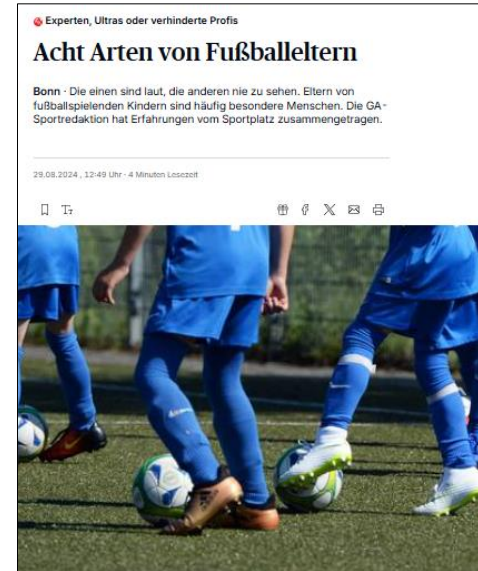 Experten, Ultras oder verhinderte Profis
Acht Arten von Fußballeltern
Bonn · Die einen sind laut, die anderen nie zu sehen. Eltern von
fußballspielenden Kindern sind häufig besondere Menschen. Die GA-
Sportredaktion hat Erfahrungen vom Sportplatz zusammengetragen.
29.08.2024 , 12:49 Uhr · 4 Minuten Lesezeit